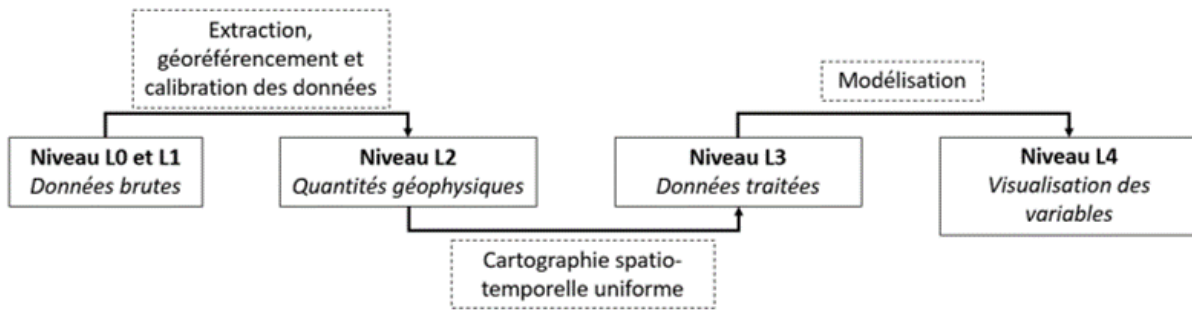 Extraction,
géoréférencement et
calibration des données
Modélisation
Niveau L0 et L1
Données brutes
Niveau L2
Quantités géophysiques
Niveau L3
Données traitées
Niveau L4
Visualisation des
variables
Cartographie spatio-
temporelle uniforme